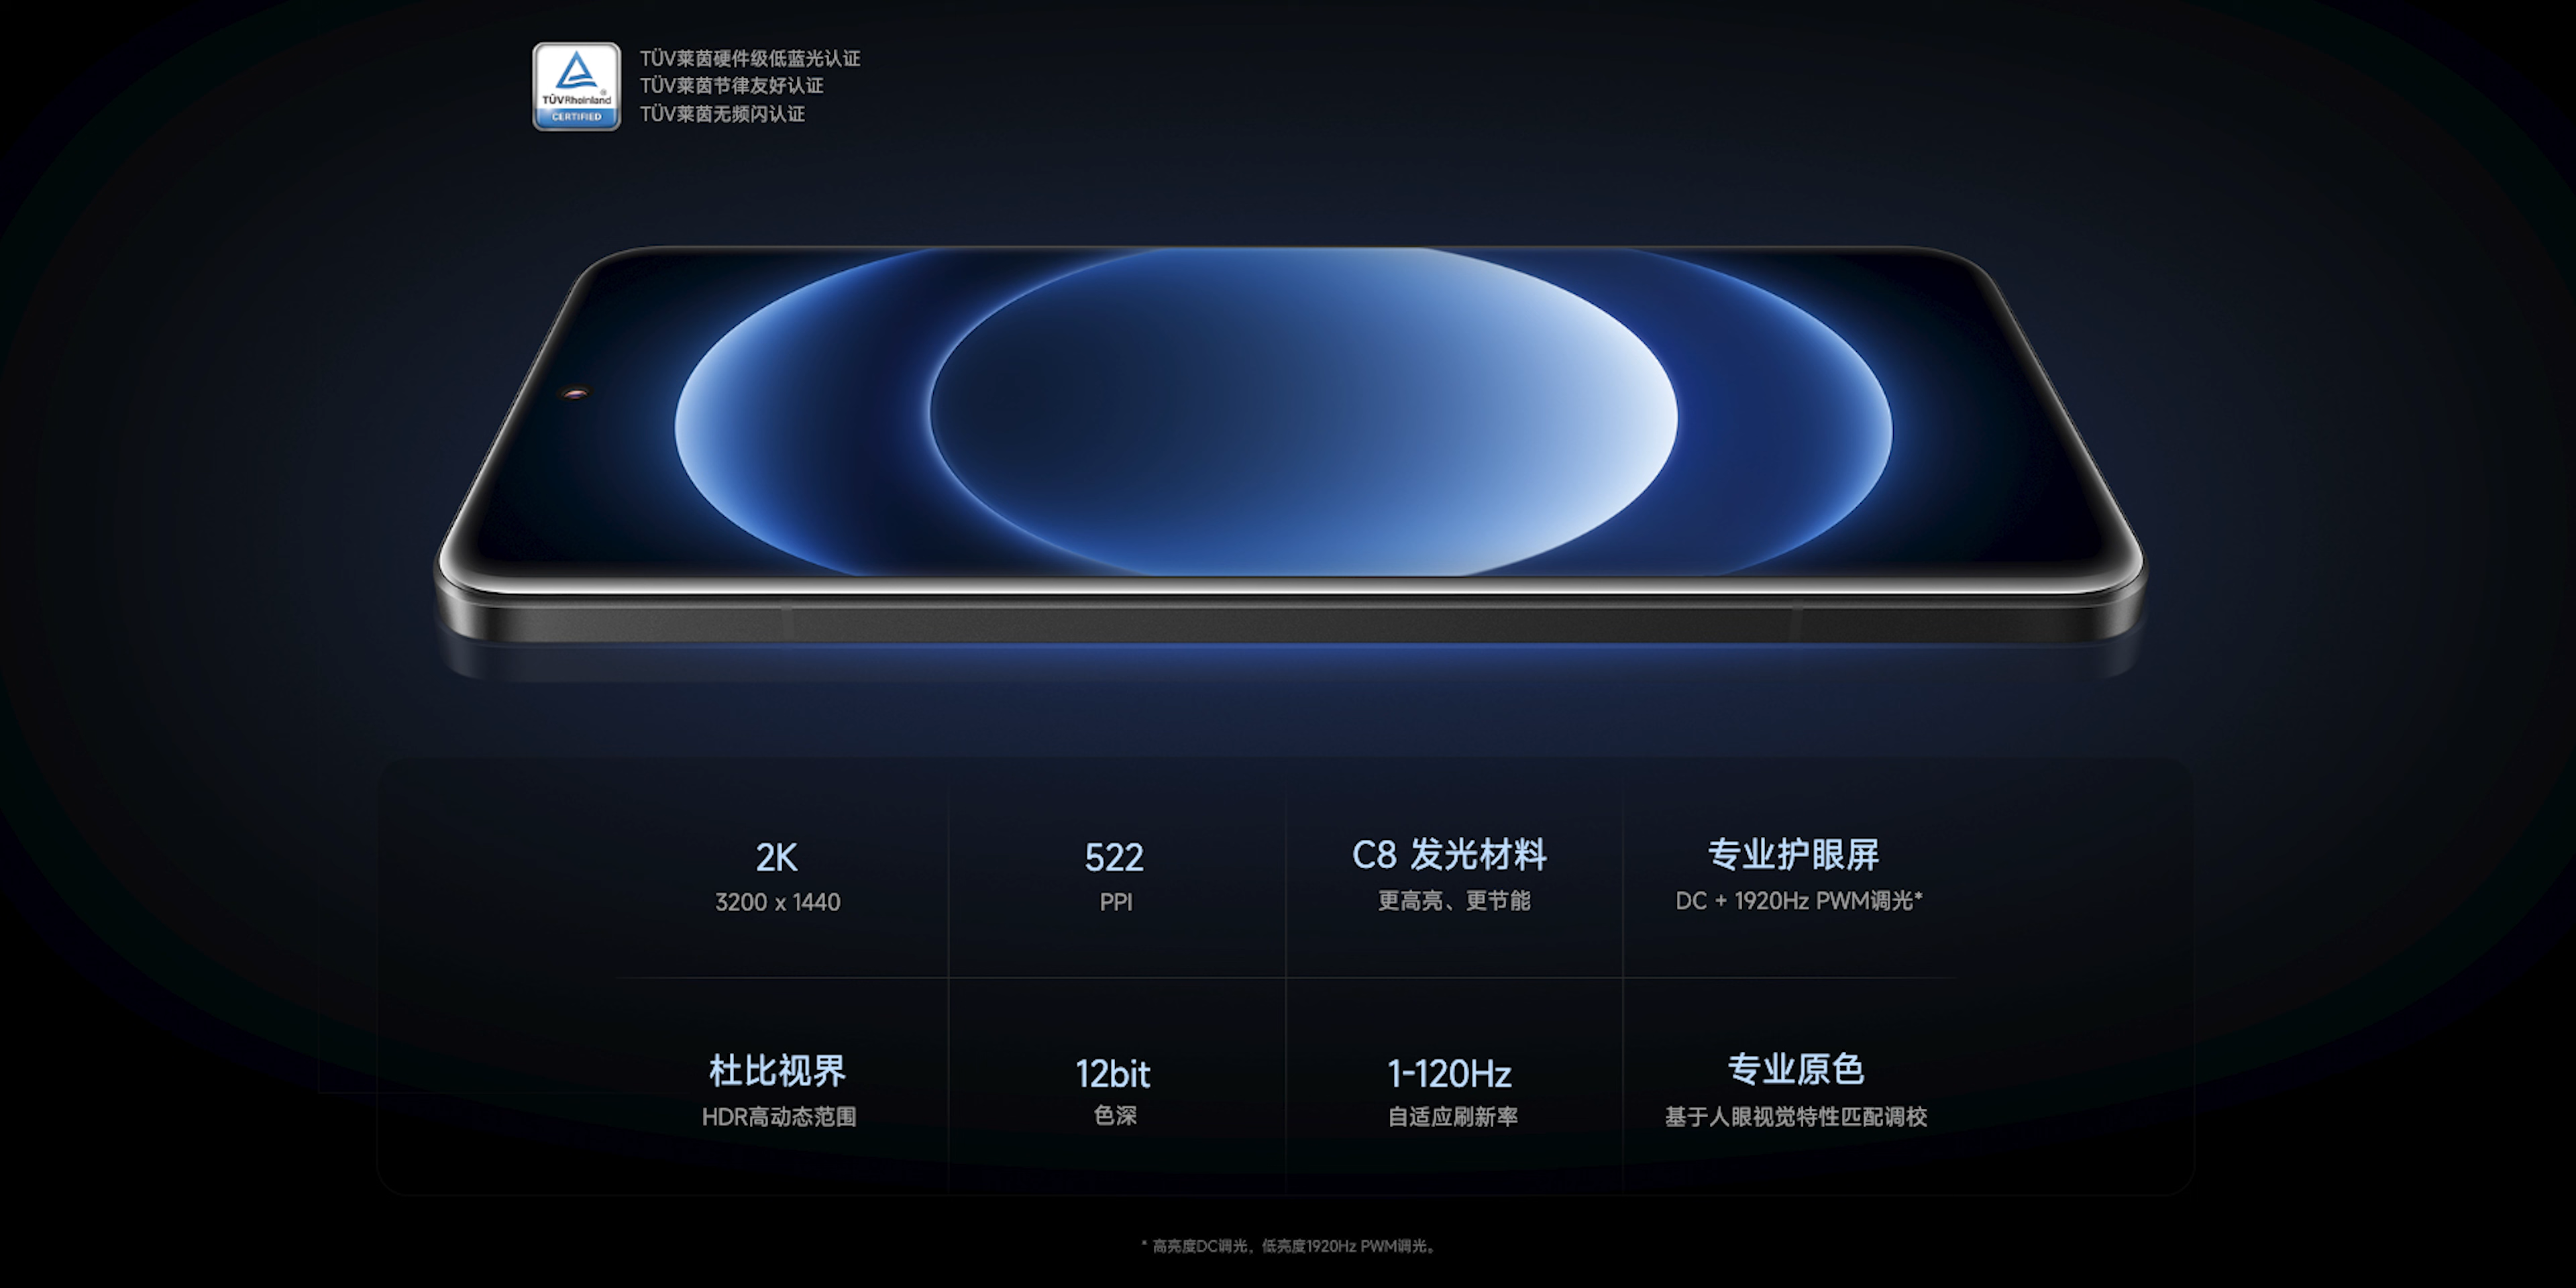 TÜVRheinland®
CERTIFIED
TÜV莱茵硬件级低蓝光认证
TÜV莱茵节律友好认证
TÜV莱茵无频闪认证
2K
3200 x 1440
522
PPI
C8 发光材料
更高亮、更节能
专业护眼屏
DC + 1920Hz PWM调光*
杜比视界
HDR高动态范围
12bit
色深
1-120Hz
自适应刷新率
专业原色
基于人眼视觉特性匹配调校
* 高亮度DC调光，低亮度1920Hz PWM调光。